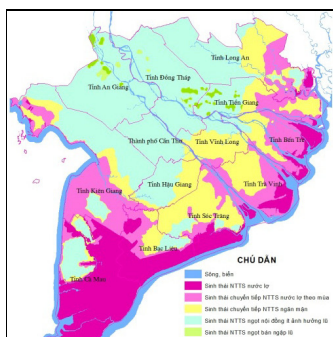 Tỉnh Long An
Tỉnh Đồng Tháp
Tỉnh An Giang
Tỉnh Tiền Giang
Thành phố Cần Thơ
Tỉnh Vĩnh Long
Tỉnh Bến Tre
Tỉnh Kiên Giang
Tỉnh Hậu Giang
Tỉnh Trà Vinh
Tỉnh Sóc Trăng
Tỉnh Bạc Liêu
Tỉnh Cà Mau
CHÚ DẪN
Sông, biển
Sinh thái NTTS nước lợ
Sinh thái chuyển tiếp NTTS nước lợ theo mùa
Sinh thái chuyển tiếp NTTS ngăn mặn
Sinh thái NTTS ngọt nội đồng ít ảnh hưởng lũ
Sinh thái NTTS ngọt bán ngập lũ